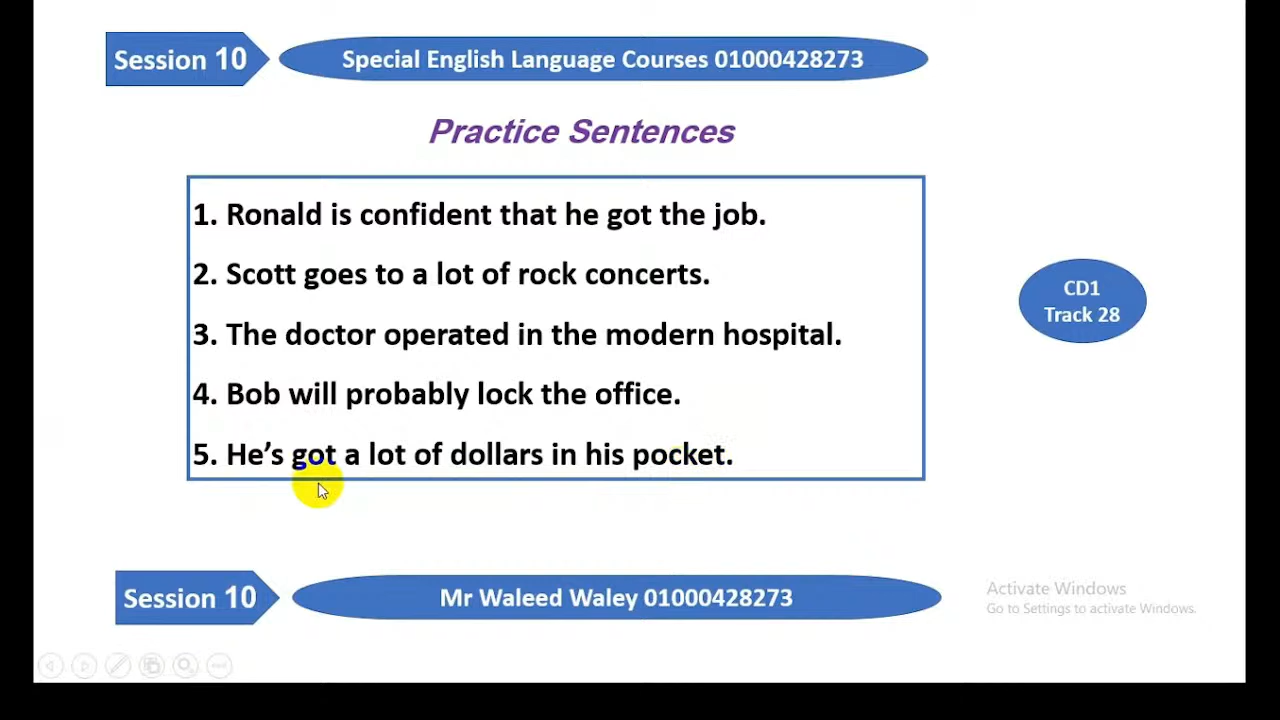 Session 10
Special English Language Courses 01000428273
Practice Sentences
1. Ronald is confident that he got the job.
2. Scott goes to a lot of rock concerts.
3. The doctor operated in the modern hospital.
4. Bob will probably lock the office.
5. He’s got a lot of dollars in his pocket.
CD1
Track 28
Session 10
Mr Waleed Waley 01000428273
Activate Windows
Go to Settings to activate Windows.